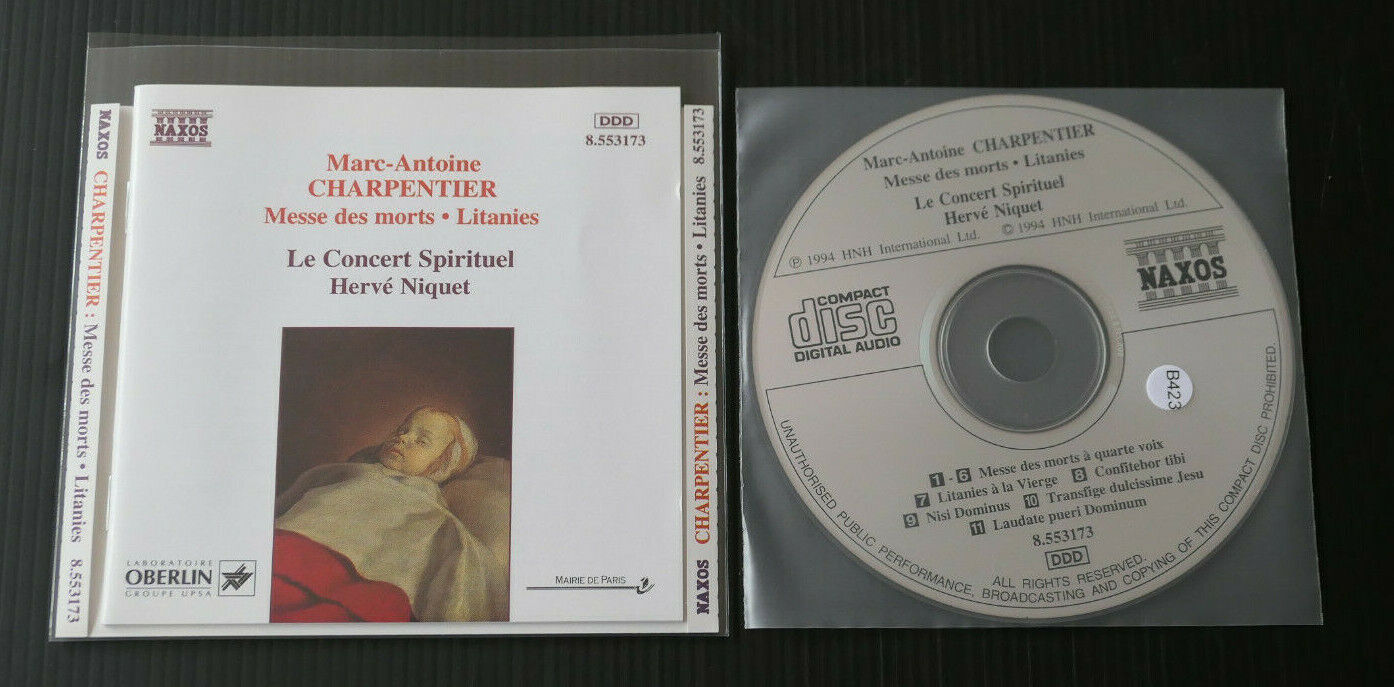 NAXOS CHARPENTIER : Messe des morts • Litanies 8.553173
NAXOS
DDD
8.553173
Marc-Antoine
CHARPENTIER
Messe des morts • Litanies
Le Concert Spirituel
Hervé Niquet
LABORATOIRE
OBERLIN
GROUPE UPSA
MAIRIE DE PARIS
NAXOS CHARPENTIER : Messe des morts • Litanies 8.553173
Marc-Antoine CHARPENTIER
Messe des morts • Litanies
Le Concert Spirituel
Hervé Niquet
℗ 1994 HNH International Ltd. © 1994 HNH International Ltd.
NAXOS
COMPACT
disc
DIGITAL AUDIO
B423
1 - 6 Messe des morts à quarte voix
7 Litanies à la Vierge 8 Confitebor tibi
9 Nisi Dominus 10 Transfige dulcissime Jesu
11 Laudate pueri Dominum
8.553173
DDD
ALL RIGHTS RESERVED.
UNAUTHORISED PUBLIC PERFORMANCE, BROADCASTING AND COPYING OF THIS COMPACT DISC PROHIBITED.